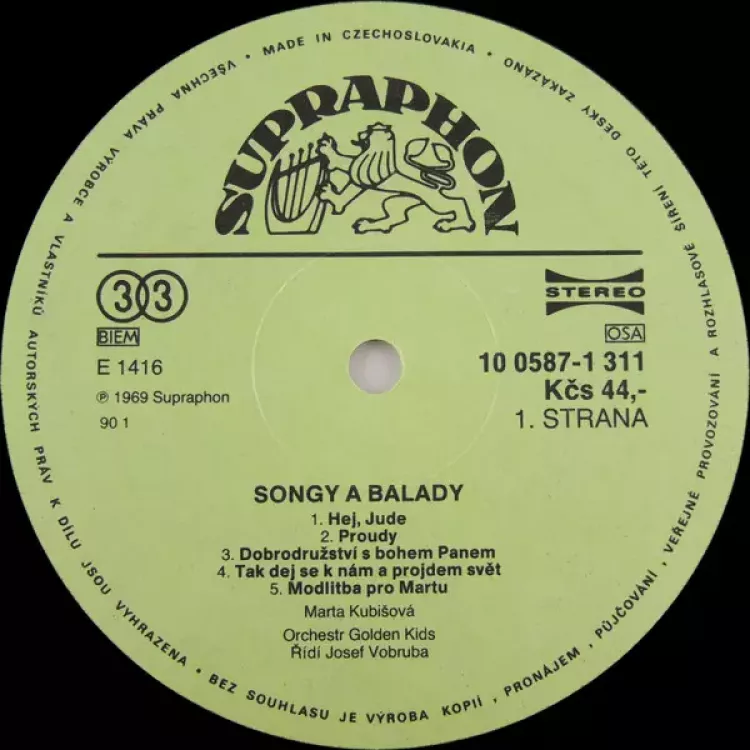 • MADE IN CZECHOSLOVAKIA •
VŠECHNA PRÁVA VÝROBCE A VLASTNÍKŮ AUTORSKÝCH PRÁV K DÍLU JSOU VYHRAZENA • BEZ SOUHLASU JE VÝROBA KOPIÍ, PRONÁJEM, PŮJČOVÁNÍ, VEŘEJNÉ PROVOZOVÁNÍ A ROZHLASOVÉ ŠÍŘENÍ TÉTO DESKY ZAKÁZÁNO
SUPRAPHON
33
STEREO
BIEM
OSA
E 1416
10 0587-1 311
℗ 1969 Supraphon
Kčs 44,-
90 1
1. STRANA
SONGY A BALADY
1. Hej, Jude
2. Proudy
3. Dobrodružství s bohem Panem
4. Tak dej se k nám a projdem svět
5. Modlitba pro Martu
Marta Kubišová
Orchestr Golden Kids
Řídí Josef Vobruba